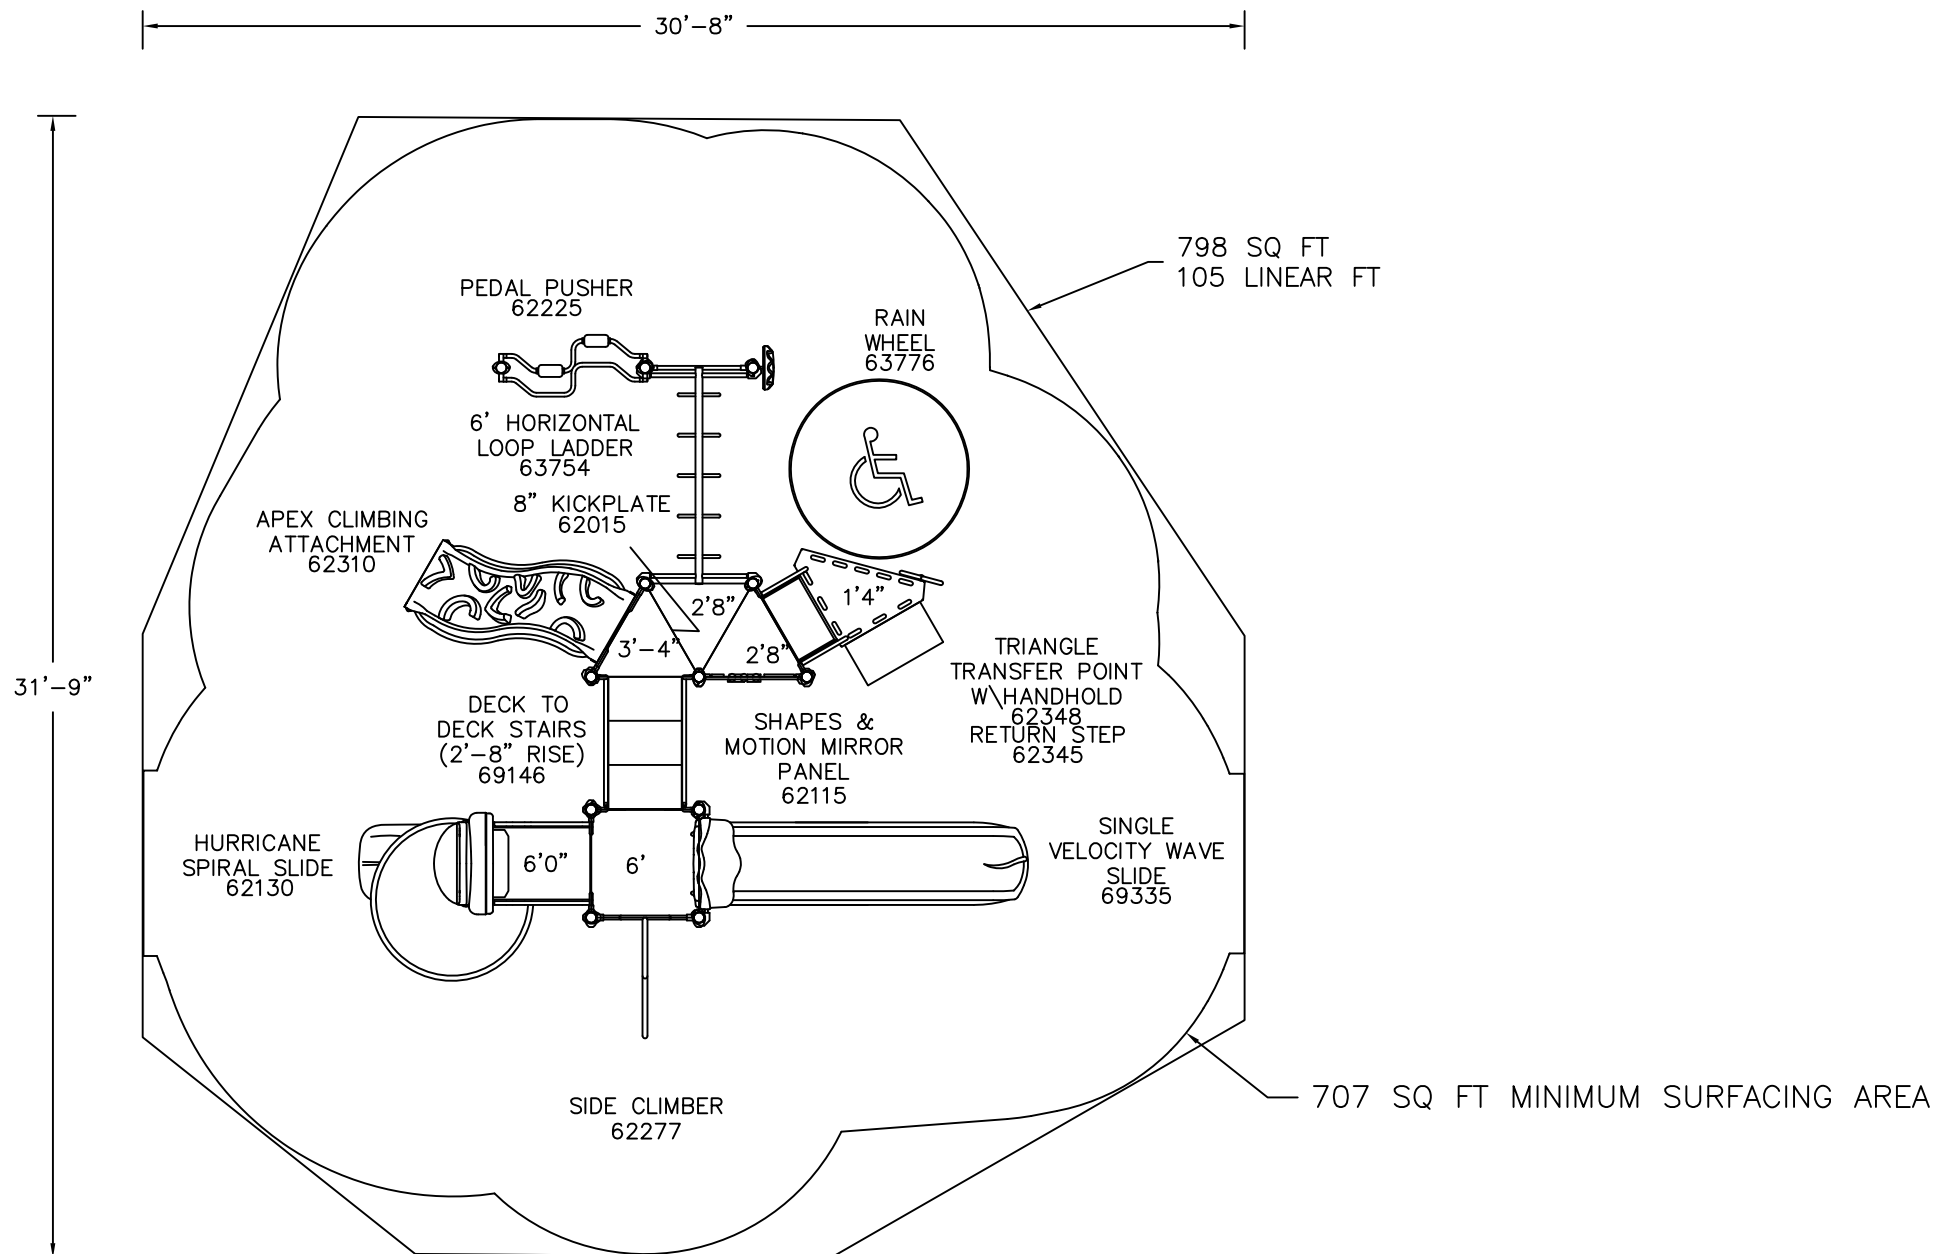 30'-8"
798 SQ FT
105 LINEAR FT
PEDAL PUSHER
62225
RAIN
WHEEL
63776
6' HORIZONTAL
LOOP LADDER
63754
8" KICKPLATE
62015
APEX CLIMBING
ATTACHMENT
62310
2'8"
1'4"
3'-4"
2'8"
31'-9"
TRIANGLE
TRANSFER POINT
W\HANDHOLD
62348
RETURN STEP
62345
DECK TO
DECK STAIRS
(2'-8" RISE)
69146
SHAPES &
MOTION MIRROR
PANEL
62115
HURRICANE
SPIRAL SLIDE
62130
6'0"
6'
SINGLE
VELOCITY WAVE
SLIDE
69335
SIDE CLIMBER
62277
707 SQ FT MINIMUM SURFACING AREA